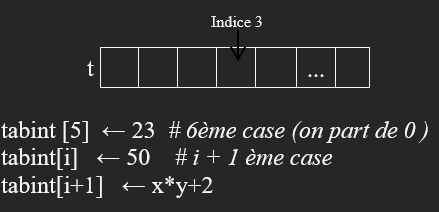 Indice 3
t
...
tabint [5] ← 23 # 6ème case (on part de 0 )
tabint[i] ← 50 # i + 1 ème case
tabint[i+1] ← x*y+2